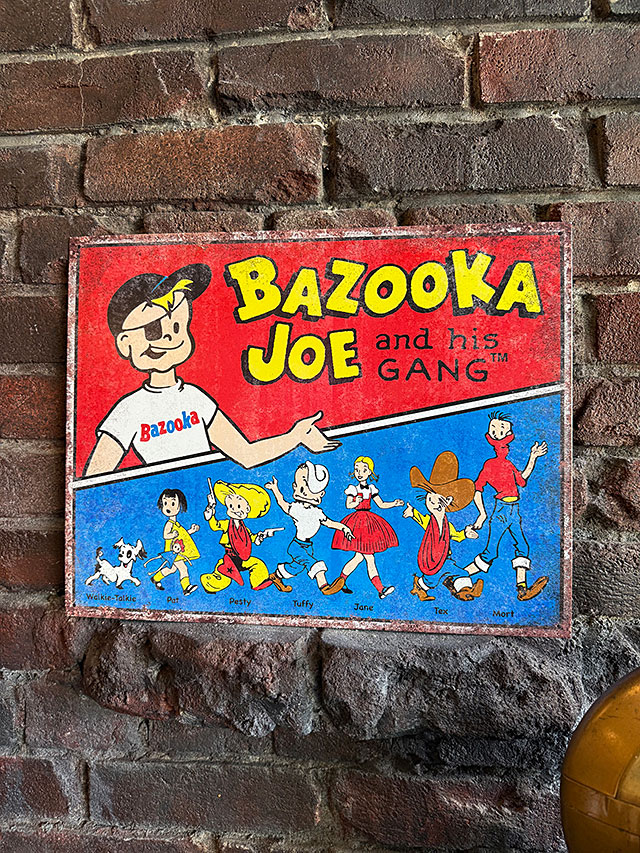 BAZOOKA
JOE and his
GANG™
Bazooka
Walkie-Talkie Pat Pesty Tuffy Jane Tex Mort